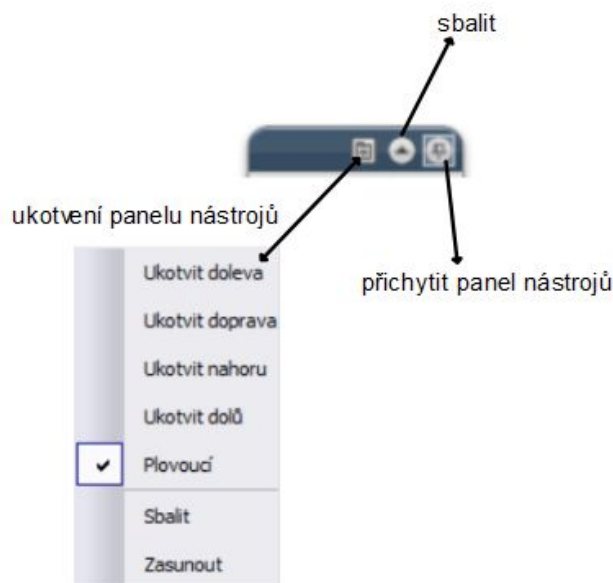 sbalit
ukotvení panelu nástrojů
přichytit panel nástrojů
Ukotvit doleva
Ukotvit doprava
Ukotvit nahoru
Ukotvit dolů
Plovoucí
Sbalit
Zasunout